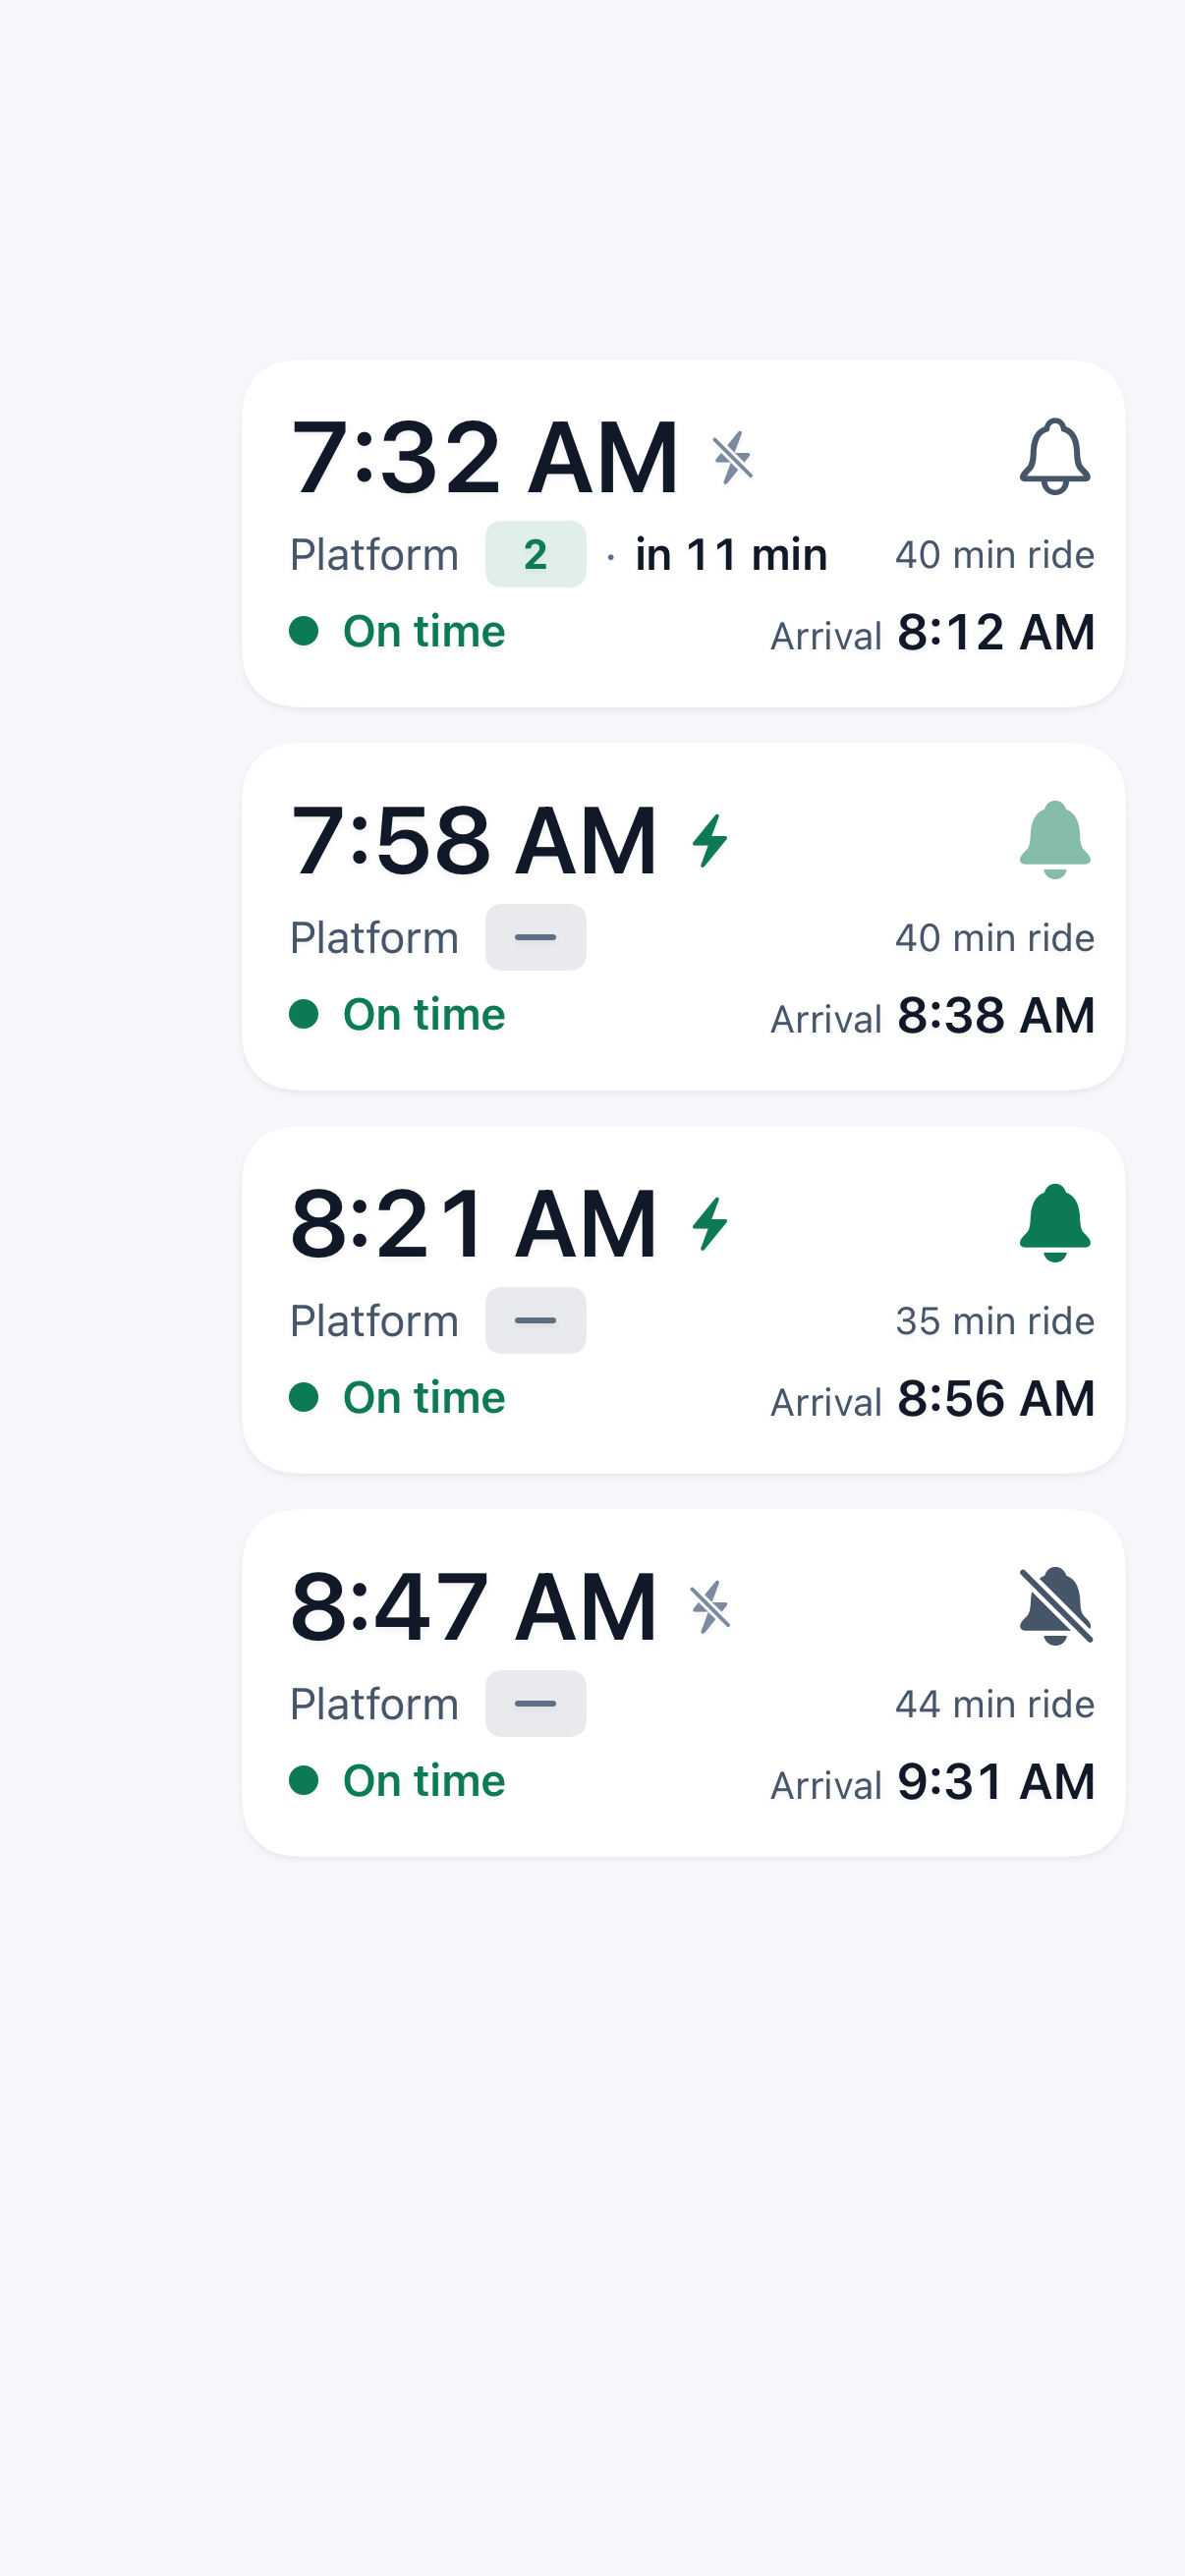 7:32 AM
Platform 2 · in 11 min 40 min ride
On time Arrival 8:12 AM
7:58 AM
Platform — 40 min ride
On time Arrival 8:38 AM
8:21 AM
Platform — 35 min ride
On time Arrival 8:56 AM
8:47 AM
Platform — 44 min ride
On time Arrival 9:31 AM